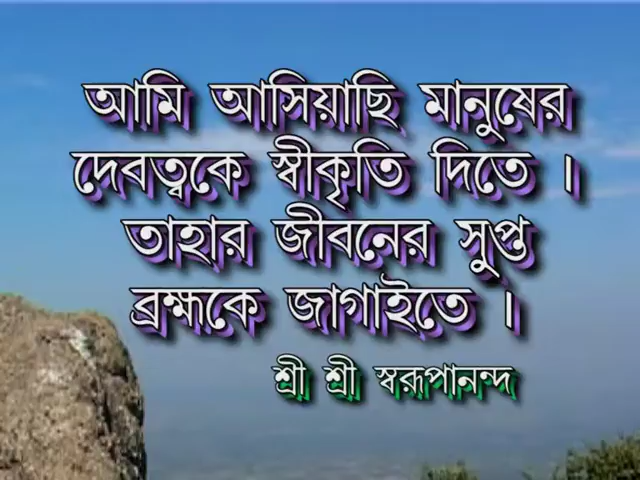 আমি আসিয়াছি মানুষের
দেবত্বকে স্বীকৃতি দিতে ।
তাহার জীবনের সুপ্ত
ব্রহ্মকে জাগাইতে ।
শ্রী শ্রী স্বরূপানন্দ